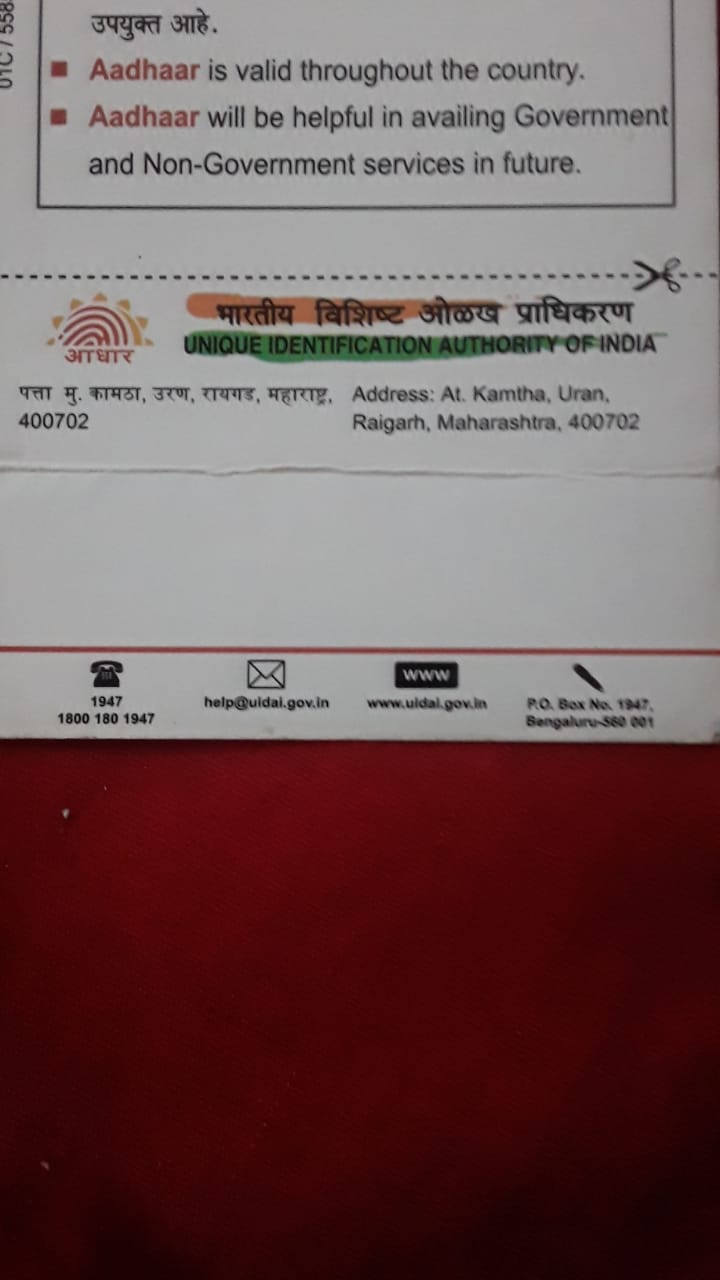 उपयुक्त आहे.
Aadhaar is valid throughout the country.
Aadhaar will be helpful in availing Government
and Non-Government services in future.
भारतीय विशिष्ट ओळख प्राधिकरण
आधार
UNIQUE IDENTIFICATION AUTHORITY OF INDIA
पत्ता मु. कामठा, उरण, रायगड, महाराष्ट्र,
400702
Address: At. Kamtha, Uran,
Raigarh, Maharashtra, 400702
1947
1800 180 1947
help@uidai.gov.in
www
www.uidai.gov.in
P.O. Box No. 1947,
Bengaluru-560 001